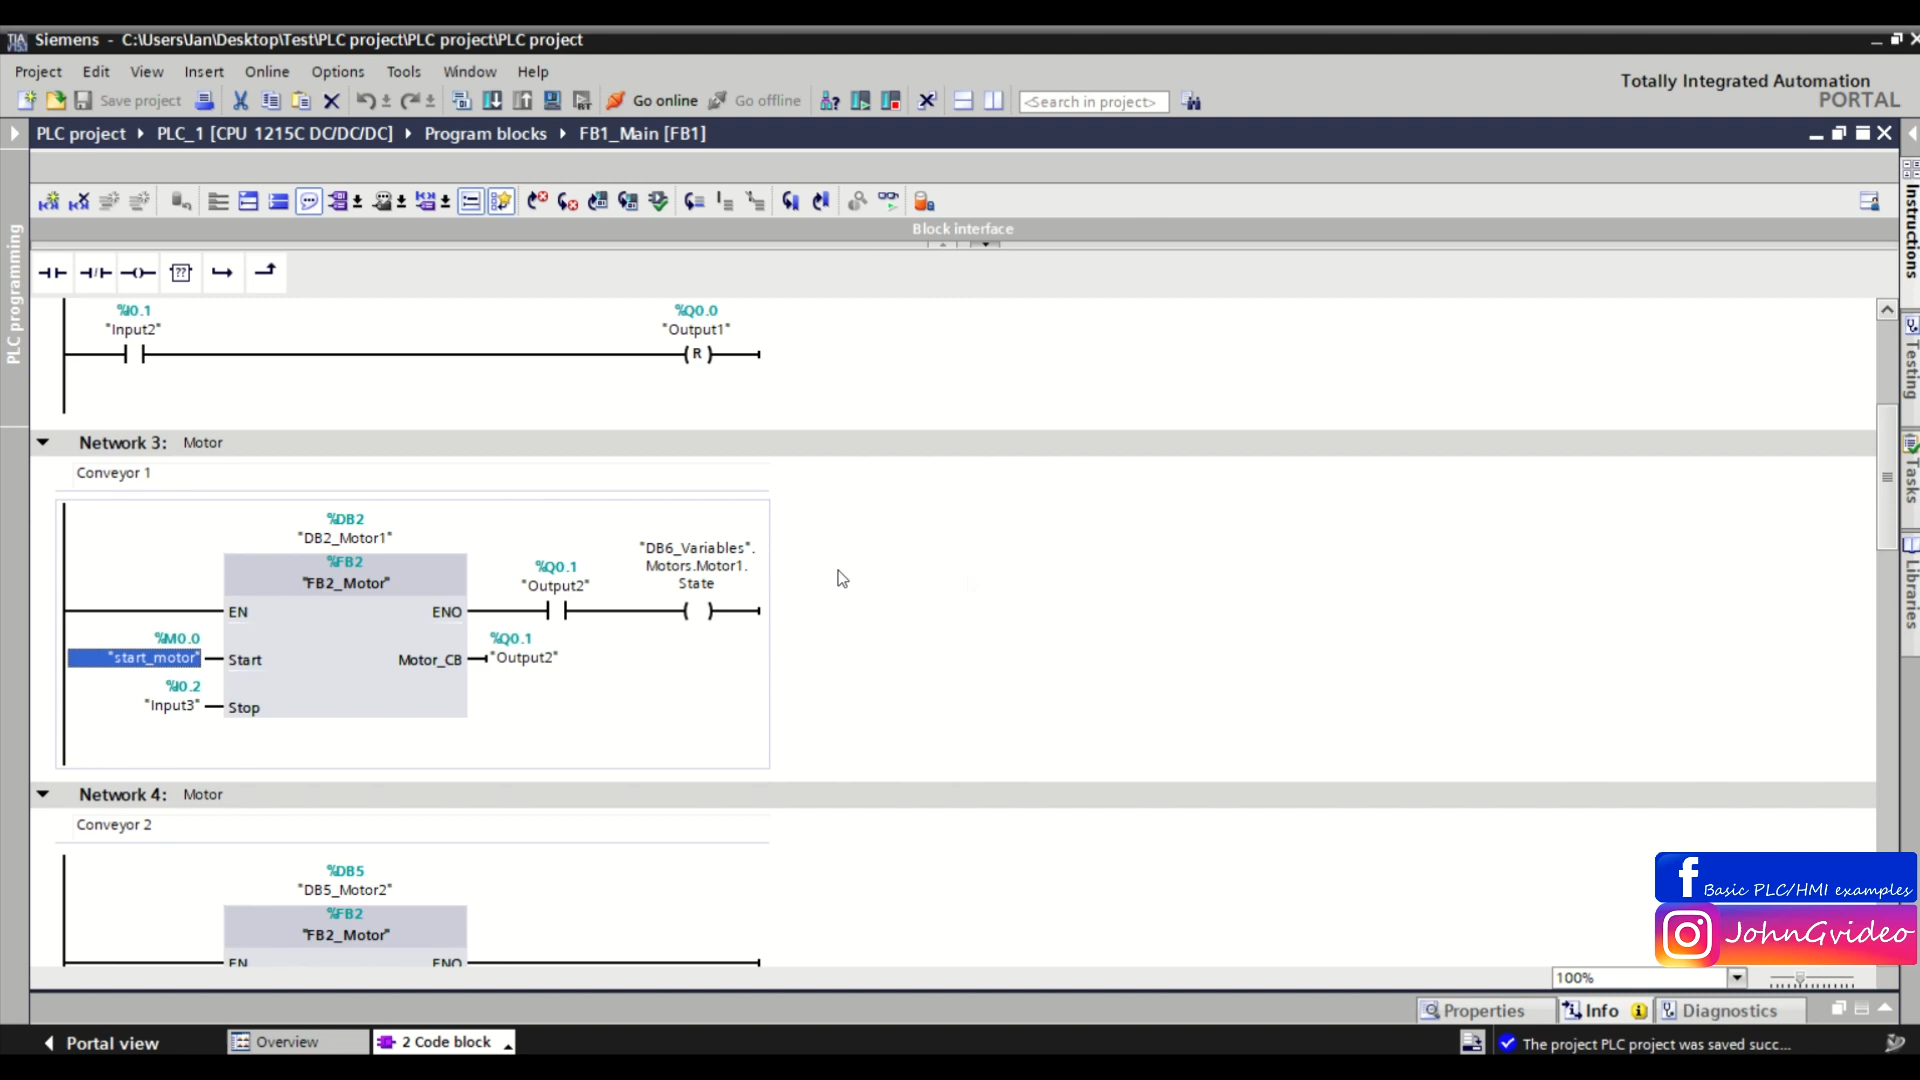 Siemens - C:\Users\Jan\Desktop\Test\PLC project\PLC project\PLC project
Project Edit View Insert Online Options Tools Window Help
Totally Integrated Automation
PORTAL
Save project
Go online
Go offline
<Search in project>
PLC project PLC_1 [CPU 1215C DC/DC/DC] Program blocks FB1_Main [FB1]
Block interface
PLC programming
Instructions
Testing
Tasks
Libraries
??
%I0.1
"Input2"
%Q0.0
"Output1"
R
Network 3: Motor
Conveyor 1
%DB2
"DB2_Motor1"
%FB2
"FB2_Motor"
EN
ENO
%Q0.1
"Output2"
"DB6_Variables".
Motors.Motor1.
State
%M0.0
"start_motor"
Start
Motor_CB
%Q0.1
"Output2"
%I0.2
"Input3"
Stop
Network 4: Motor
Conveyor 2
%DB5
"DB5_Motor2"
%FB2
"FB2_Motor"
EN
ENO
f Basic PLC/HMI examples
JohnGvideo
100%
Properties Info Diagnostics
Portal view Overview 2 Code block
The project PLC project was saved succ...